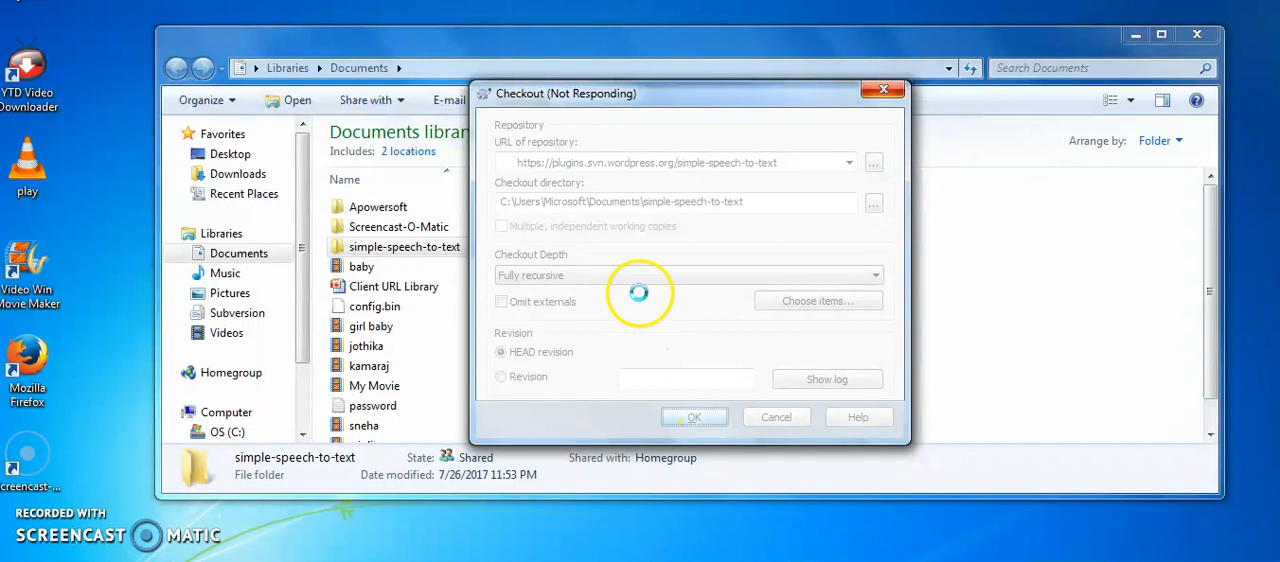 YTD Video
Downloader
play
Video Win
Movie Maker
Mozilla
Firefox
screencast-...
Libraries
Documents
Search Documents
Organize
Open
Share with
E-mail
Favorites
Desktop
Downloads
Recent Places
Libraries
Documents
Music
Pictures
Subversion
Videos
Homegroup
Computer
OS (C:)
Documents library
Includes: 2 locations
Arrange by: Folder
Name
Apowersoft
Screencast-O-Matic
simple-speech-to-text
baby
Client URL Library
config.bin
girl baby
jothika
kamaraj
My Movie
password
sneha
Checkout (Not Responding)
Repository
URL of repository:
https://plugins.svn.wordpress.org/simple-speech-to-text
...
Checkout directory:
C:\Users\Microsoft\Documents\simple-speech-to-text
...
Multiple, independent working copies
Checkout Depth
Fully recursive
Omit externals
Choose items...
Revision
HEAD revision
Revision
Show log
OK
Cancel
Help
simple-speech-to-text
State: Shared
Shared with: Homegroup
File folder
Date modified: 7/26/2017 11:53 PM
RECORDED WITH
SCREENCAST MATIC